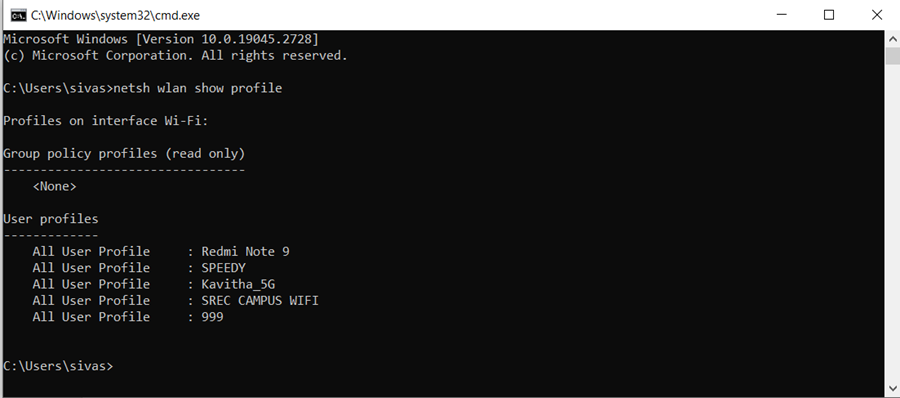 C:\Windows\system32\cmd.exe
Microsoft Windows [Version 10.0.19045.2728]
(c) Microsoft Corporation. All rights reserved.
C:\Users\sivas>netsh wlan show profile
Profiles on interface Wi-Fi:
Group policy profiles (read only)
---------------------------------
    <None>
User profiles
-------------
    All User Profile     : Redmi Note 9
    All User Profile     : SPEEDY
    All User Profile     : Kavitha_5G
    All User Profile     : SREC CAMPUS WIFI
    All User Profile     : 999
C:\Users\sivas>